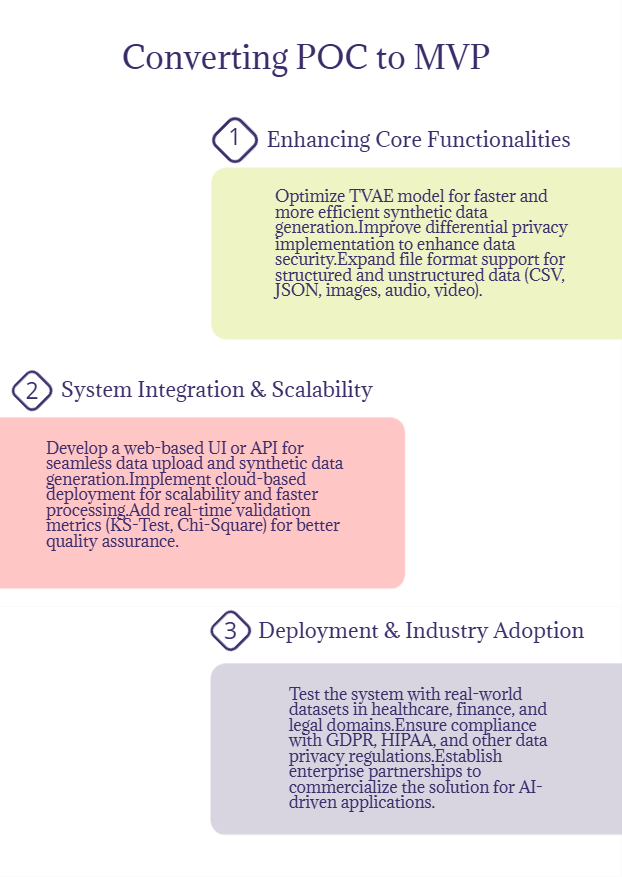 Converting POC to MVP
1
Enhancing Core Functionalities
Optimize TVAE model for faster and
more efficient synthetic data
generation.Improve differential privacy
implementation to enhance data
security.Expand file format support for
structured and unstructured data (CSV,
JSON, images, audio, video).
2
System Integration & Scalability
Develop a web-based UI or API for
seamless data upload and synthetic data
generation.Implement cloud-based
deployment for scalability and faster
processing.Add real-time validation
metrics (KS-Test, Chi-Square) for better
quality assurance.
3
Deployment & Industry Adoption
Test the system with real-world
datasets in healthcare, finance, and
legal domains.Ensure compliance
with GDPR, HIPAA, and other data
privacy regulations.Establish
enterprise partnerships to
commercialize the solution for AI-
driven applications.